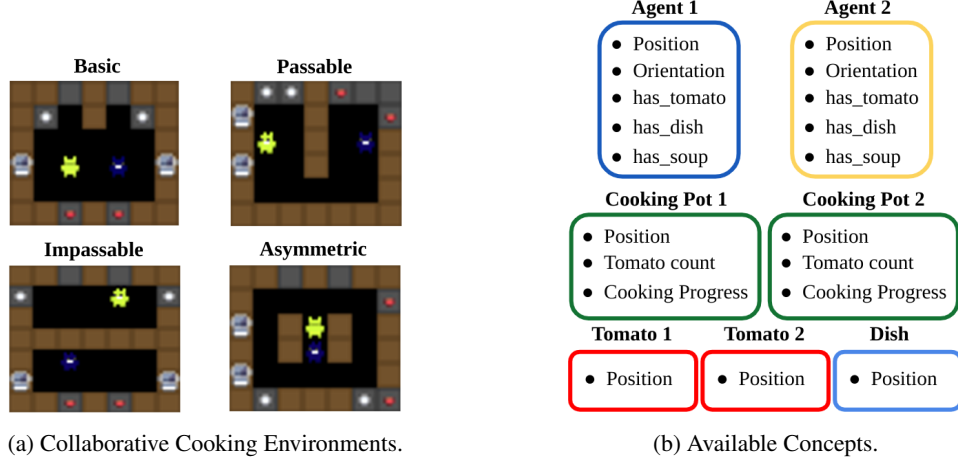 Basic
Passable
Impassable
Asymmetric
(a) Collaborative Cooking Environments.
Agent 1
● Position
● Orientation
● has_tomato
● has_dish
● has_soup
Agent 2
● Position
● Orientation
● has_tomato
● has_dish
● has_soup
Cooking Pot 1
● Position
● Tomato count
● Cooking Progress
Cooking Pot 2
● Position
● Tomato count
● Cooking Progress
Tomato 1
● Position
Tomato 2
● Position
Dish
● Position
(b) Available Concepts.